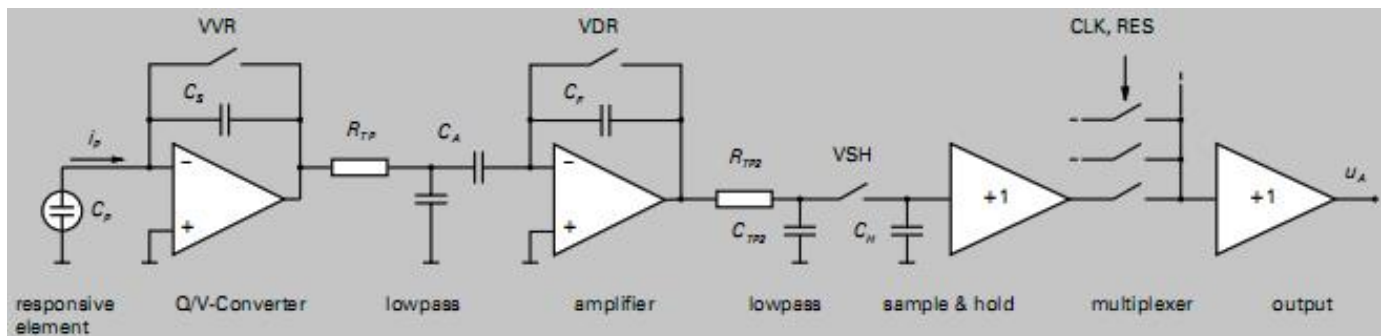 VVR
VDR
CLK, RES
C_S
C_F
i_p
R_TP
C_A
R_TP2
VSH
u_A
−
−
+1
+1
C_p
+
+
C_TP2
C_H
responsive element
Q/V-Converter
lowpass
amplifier
lowpass
sample & hold
multiplexer
output